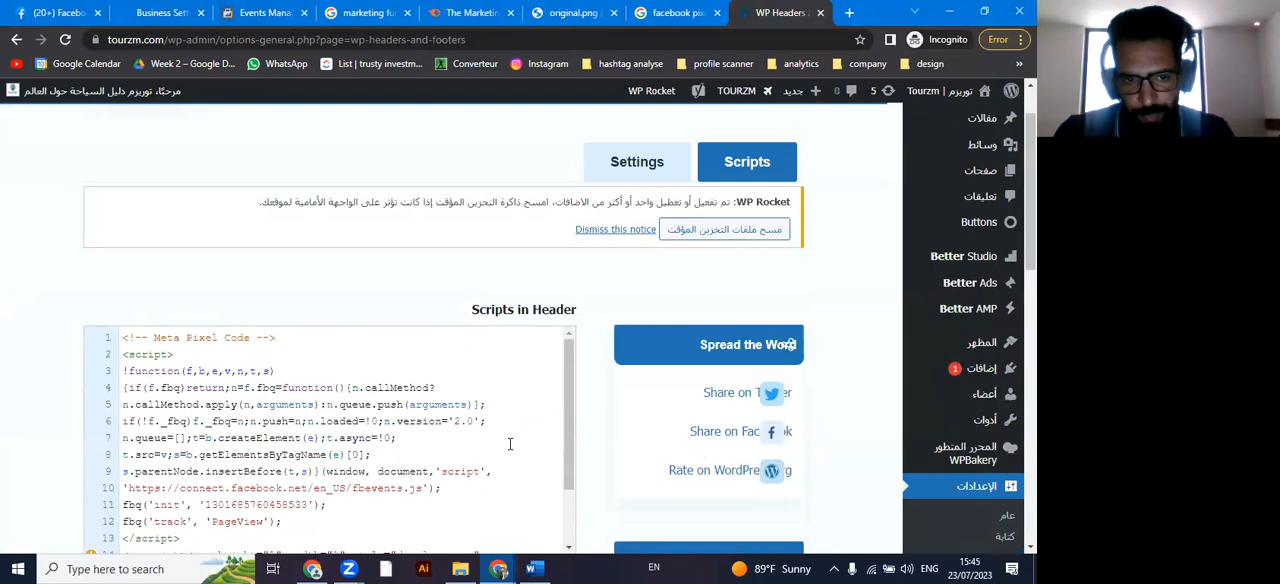 (20+) Facebo
Business Set
Events Mana
marketing fu
The Marketin
original.png
facebook pix
WP Headers
tourzm.com/wp-admin/options-general.php?page=wp-headers-and-footers
Incognito
Error
Google Calendar
Week 2 – Google D...
WhatsApp
List | trusty investm...
Converteur
Instagram
hashtag analyse
profile scanner
analytics
company
design
»
مرحبًا، توريزم دليل السياحة حول العالم
WP Rocket
TOURZM
جديد
0
5
توريزم | Tourzm
مقالات
وسائط
صفحات
تعليقات
Buttons
Better Studio
Better Ads
Better AMP
المظهر
إضافات
1
أعضاء
أدوات
المحرر المتطور
WPBakery
الإعدادات
عام
كتابة
Settings
Scripts
WP Rocket: تم تفعيل أو تعطيل واحد أو أكثر من الاضافات، امسح ذاكرة التخزين المؤقت إذا كانت تؤثر على الواجهة الأمامية لموقعك.
مسح ملفات التخزين المؤقت
Dismiss this notice
Scripts in Header
1 <!-- Meta Pixel Code -->
2 <script>
3 !function(f,b,e,v,n,t,s)
4 {if(f.fbq)return;n=f.fbq=function(){n.callMethod?
5 n.callMethod.apply(n,arguments):n.queue.push(arguments)};
6 if(!f._fbq)f._fbq=n;n.push=n;n.loaded=!0;n.version='2.0';
7 n.queue=[];t=b.createElement(e);t.async=!0;
8 t.src=v;s=b.getElementsByTagName(e)[0];
9 s.parentNode.insertBefore(t,s)}(window, document,'script',
10 'https://connect.facebook.net/en_US/fbevents.js');
11 fbq('init', '1301685760458533');
12 fbq('track', 'PageView');
13 </script>
Spread the Word
Share on T
er
Share on Fac
k
Rate on WordPre
g
Type here to search
EN
89°F Sunny
ENG
15:45
23/07/2023